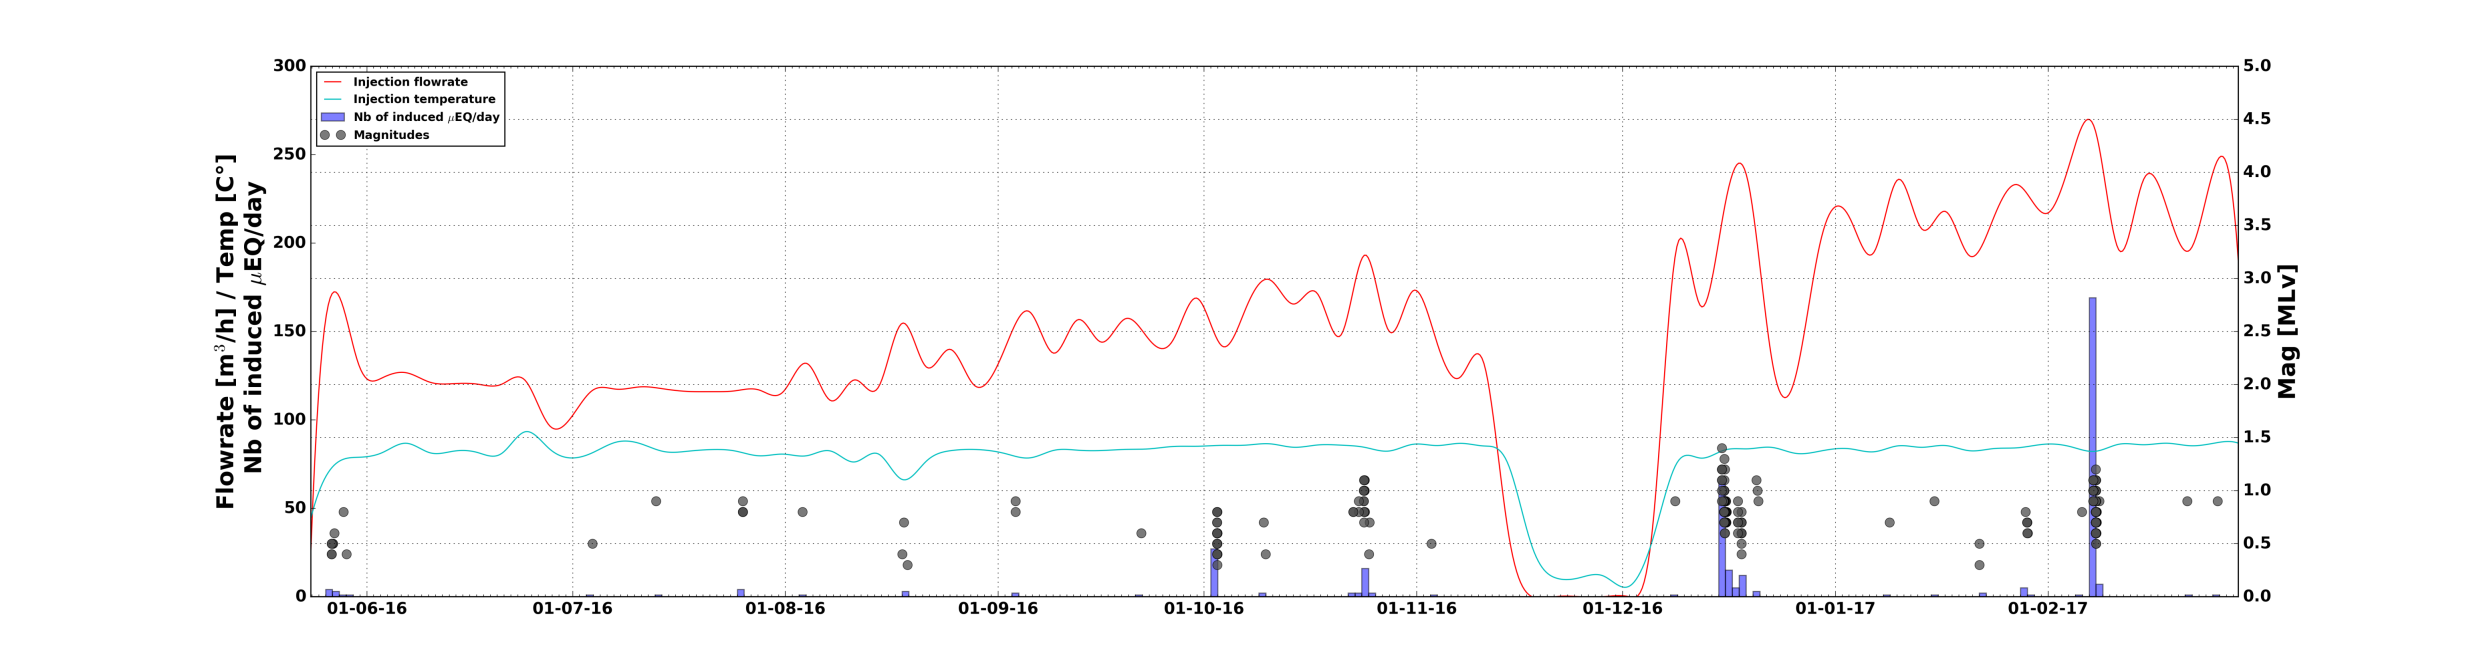 Flowrate [m³/h] / Temp [C°]
Nb of induced μEQ/day
300
250
200
150
100
50
0
Injection flowrate
Injection temperature
Nb of induced μEQ/day
Magnitudes
5.0
4.5
4.0
3.5
3.0
2.5
2.0
1.5
1.0
0.5
0.0
Mag [MLv]
01-06-16 01-07-16 01-08-16 01-09-16 01-10-16 01-11-16 01-12-16 01-01-17 01-02-17